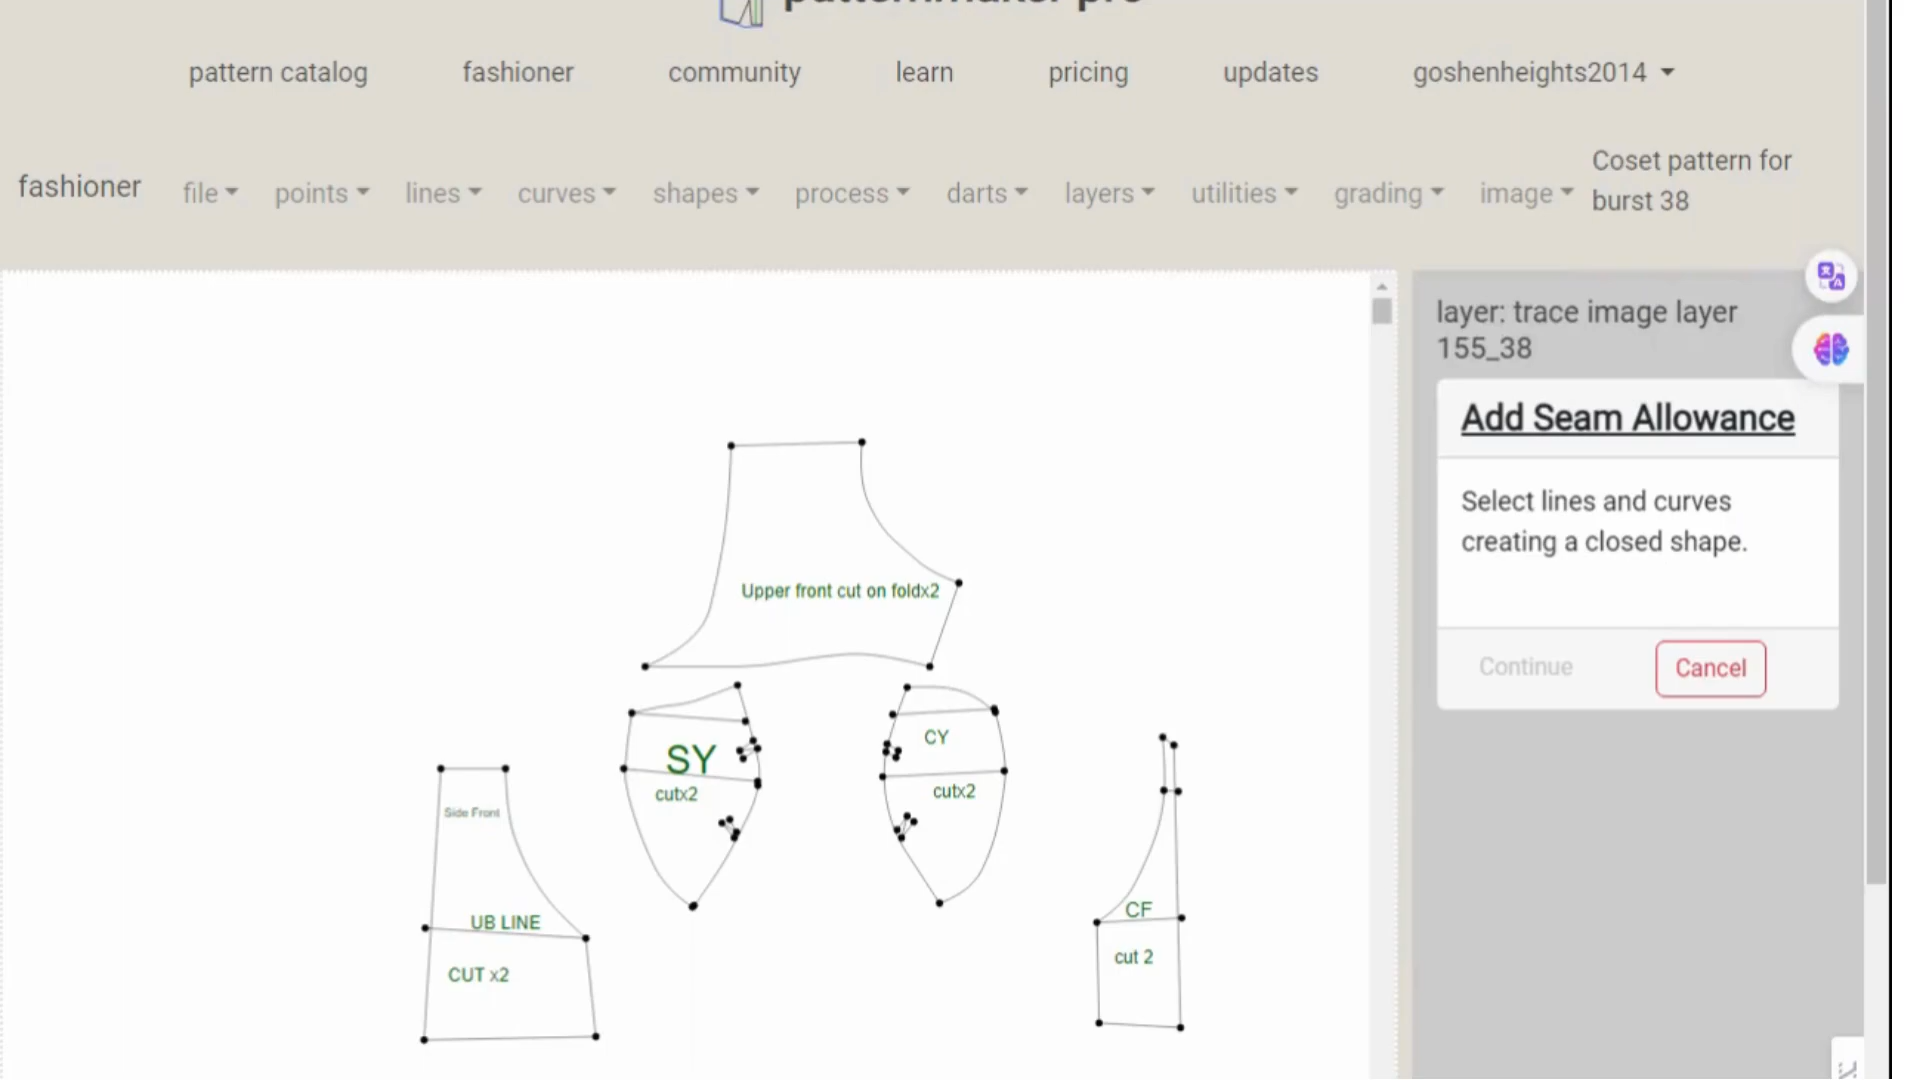 patternmaker pro
pattern catalog fashioner community learn pricing updates goshenheights2014
fashioner file points lines curves shapes process darts layers utilities grading image
Coset pattern for
burst 38
layer: trace image layer
155_38
Add Seam Allowance
Select lines and curves
creating a closed shape.
Continue Cancel
Upper front cut on foldx2
SY
cutx2
CY
cutx2
Side Front
UB LINE
CUT x2
CF
cut 2